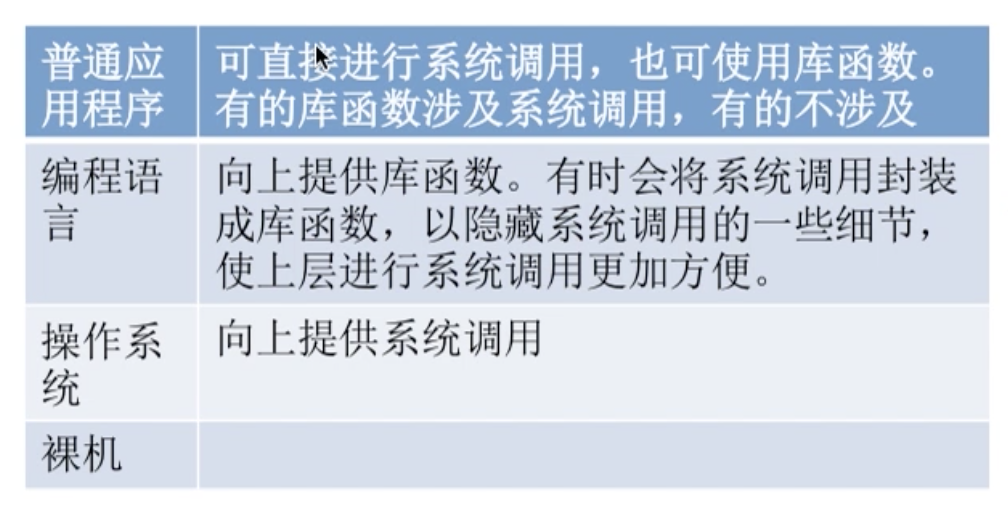 普通应
用程序
可直接进行系统调用，也可使用库函数。
有的库函数涉及系统调用，有的不涉及
编程语
言
向上提供库函数。有时会将系统调用封装
成库函数，以隐藏系统调用的一些细节，
使上层进行系统调用更加方便。
操作系
统
向上提供系统调用
裸机